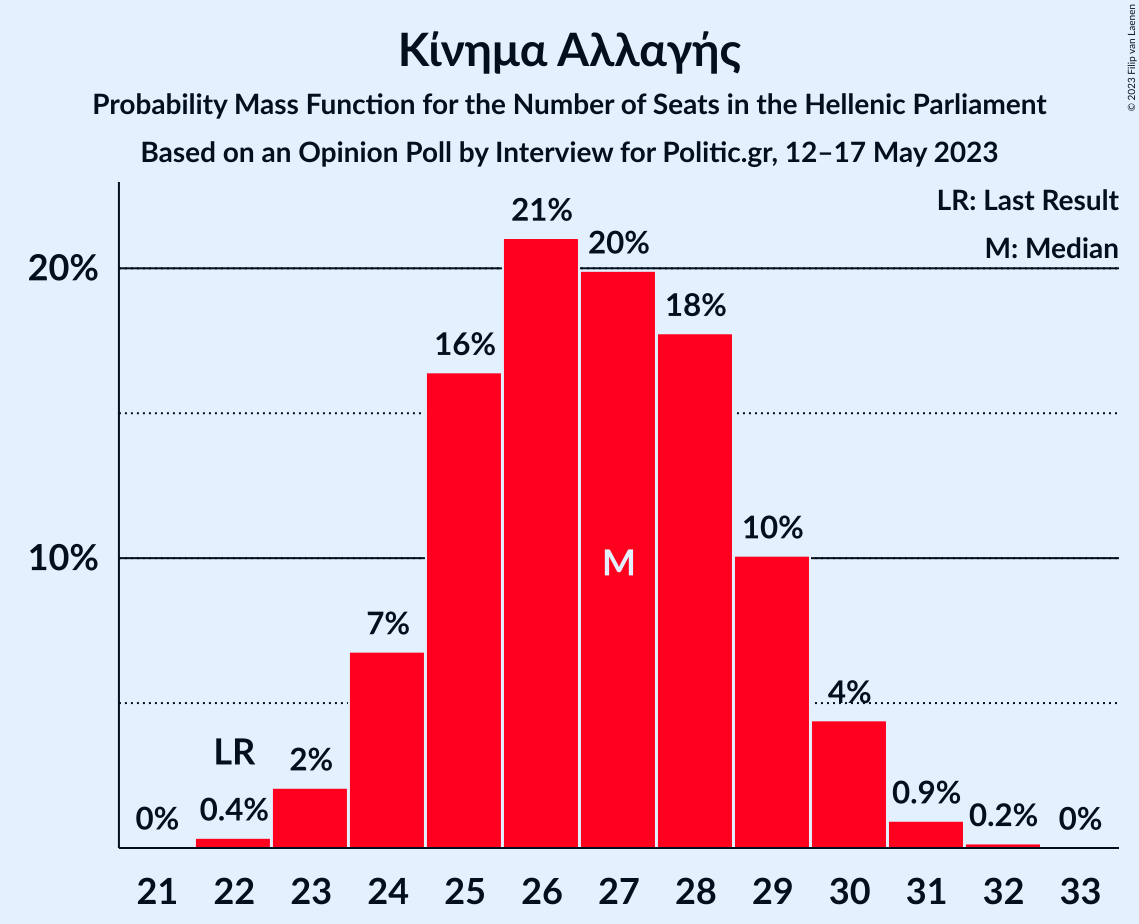 Κίνημα Αλλαγής
Probability Mass Function for the Number of Seats in the Hellenic Parliament
Based on an Opinion Poll by Interview for Politic.gr, 12–17 May 2023
© 2023 Filip van Laenen
LR: Last Result
M: Median
20%
10%
0%
0.4%
LR
2%
7%
16%
21%
20%
M
18%
10%
4%
0.9%
0.2%
0%
21 22 23 24 25 26 27 28 29 30 31 32 33